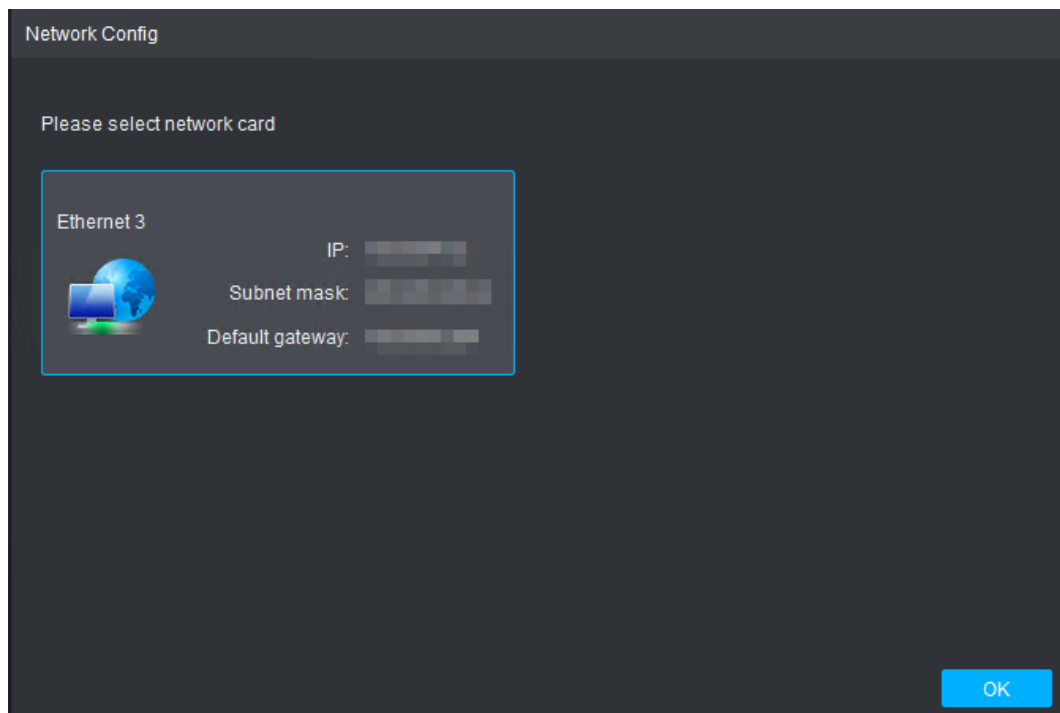 Network Config
Please select network card
Ethernet 3
IP:
Subnet mask:
Default gateway:
OK